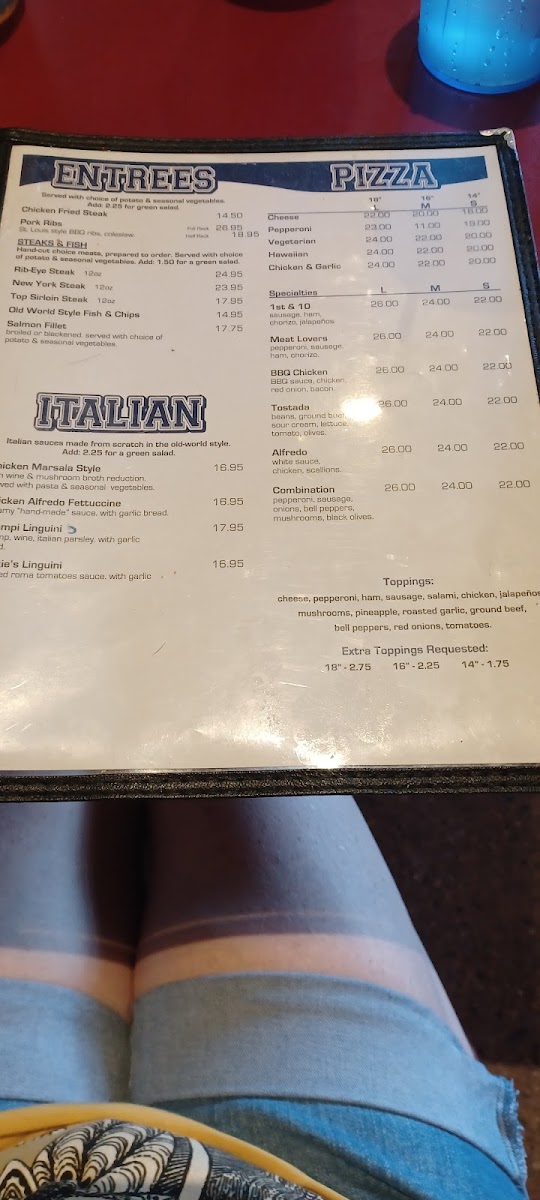 ENTREES
Served with choice of potato & seasonal vegetables.
Add: 2.25 for green salad.
Chicken Fried Steak 14.50
Pork Ribs Full Rack 26.95
St. Louis style BBQ ribs, coleslaw. Half Rack 18.95
STEAKS & FISH
Hand-cut choice meats, prepared to order. Served with choice
of potato & seasonal vegetables. Add: 1.50 for a green salad.
Rib-Eye Steak 12oz 24.95
New York Steak 12oz 23.95
Top Sirloin Steak 12oz 17.95
Old World Style Fish & Chips 14.95
Salmon Fillet 17.75
broiled or blackened. served with choice of
potato & seasonal vegetables.
ITALIAN
Italian sauces made from scratch in the old-world style.
Add: 2.25 for a green salad.
hicken Marsala Style 16.95
n wine & mushroom broth reduction.
ved with pasta & seasonal vegetables.
icken Alfredo Fettuccine 16.95
amy "hand-made" sauce, with garlic bread.
mpi Linguini 17.95
mp, wine, italian parsley, with garlic
d.
ie's Linguini 16.95
ed roma tomatoes sauce, with garlic
PIZZA
18" 16" 14"
L M S
Cheese 22.00 20.00 18.00
Pepperoni 23.00 11.00 19.00
Vegetarian 24.00 22.00 20.00
Hawaiian 24.00 22.00 20.00
Chicken & Garlic 24.00 22.00 20.00
Specialties L M S
1st & 10 26.00 24.00 22.00
sausage, ham,
chorizo, jalapeños
Meat Lovers 26.00 24.00 22.00
pepperoni, sausage,
ham, chorizo.
BBQ Chicken 26.00 24.00 22.00
BBQ sauce, chicken,
red onion, bacon.
Tostada 26.00 24.00 22.00
beans, ground beef,
sour cream, lettuce,
tomato, olives.
Alfredo 26.00 24.00 22.00
white sauce,
chicken, scallions.
Combination 26.00 24.00 22.00
pepperoni, sausage,
onions, bell peppers,
mushrooms, black olives.
Toppings:
cheese, pepperoni, ham, sausage, salami, chicken, jalapeños
mushrooms, pineapple, roasted garlic, ground beef,
bell peppers, red onions, tomatoes.
Extra Toppings Requested:
18" - 2.75 16" - 2.25 14" - 1.75